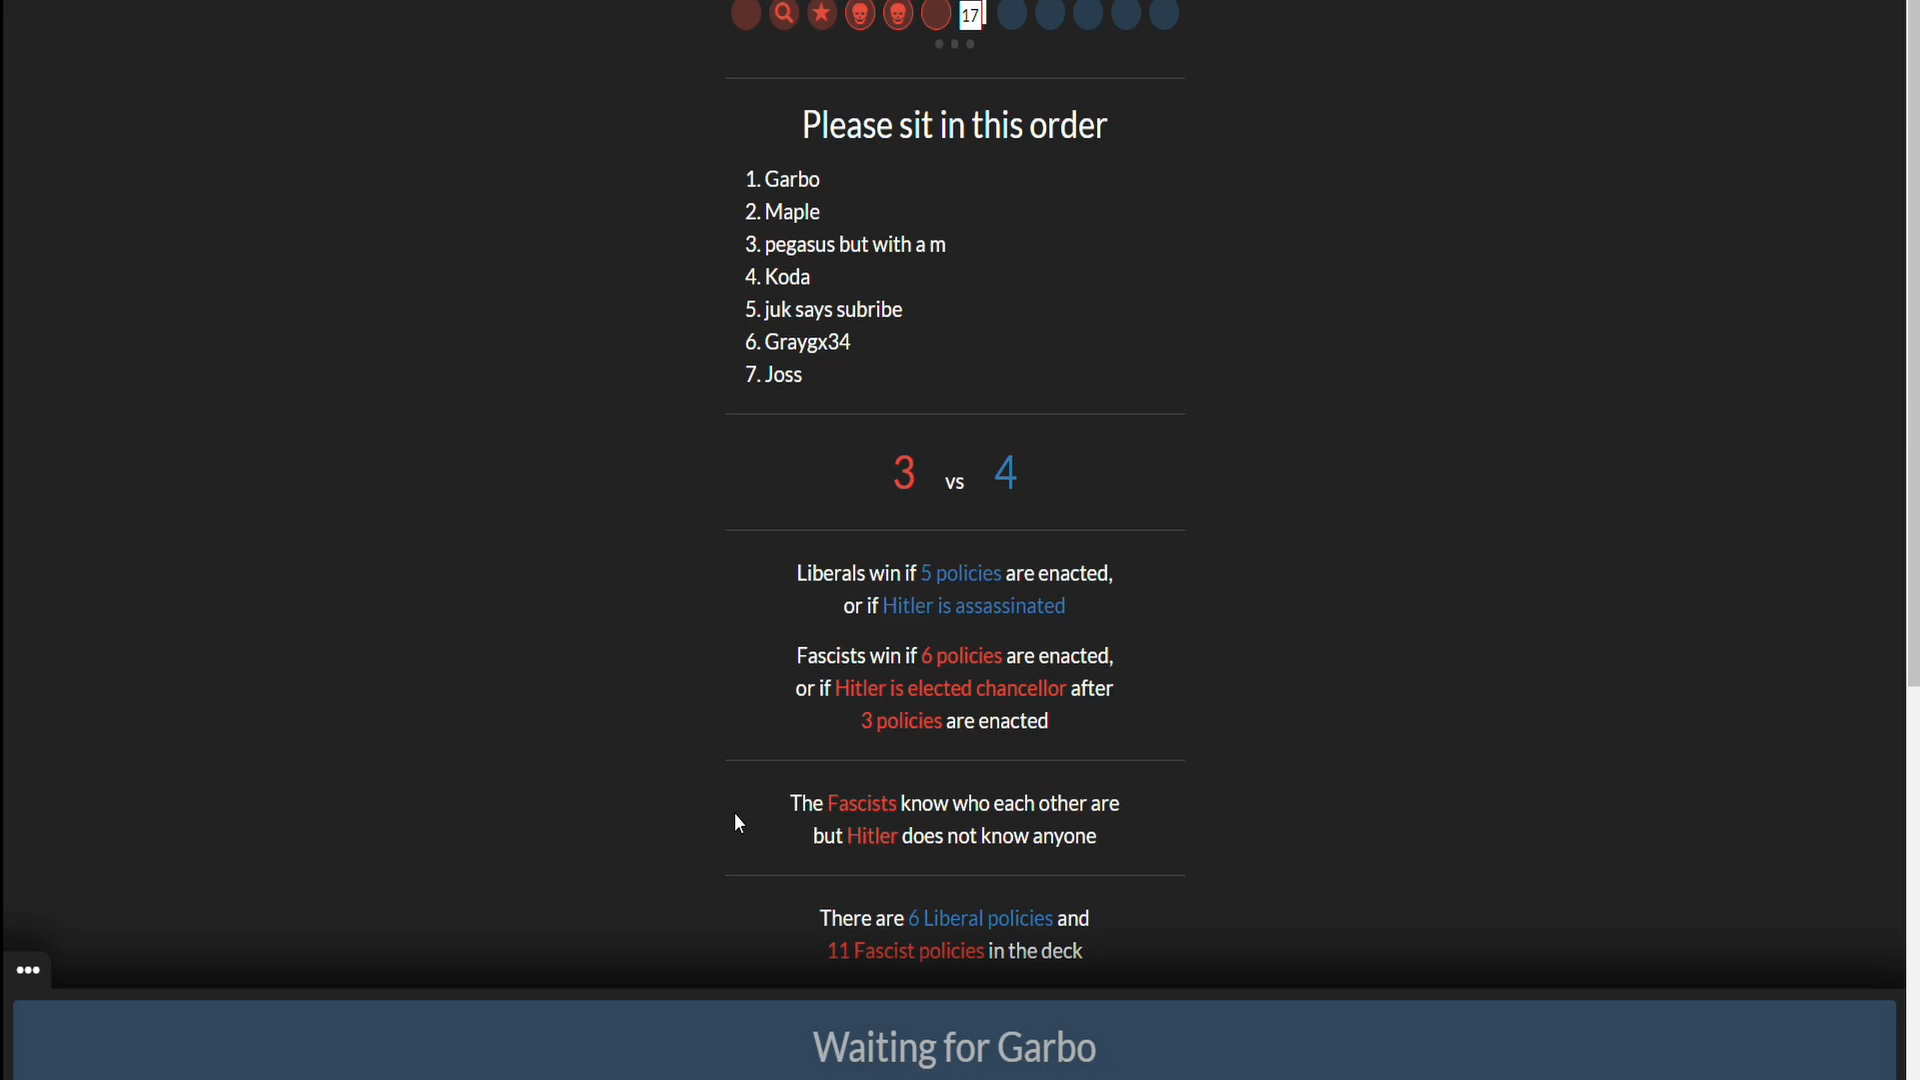 17
Please sit in this order
1. Garbo
2. Maple
3. pegasus but with a m
4. Koda
5. juk says subribe
6. Graygx34
7. Joss
3 vs 4
Liberals win if 5 policies are enacted,
or if Hitler is assassinated
Fascists win if 6 policies are enacted,
or if Hitler is elected chancellor after
3 policies are enacted
The Fascists know who each other are
but Hitler does not know anyone
There are 6 Liberal policies and
11 Fascist policies in the deck
Waiting for Garbo